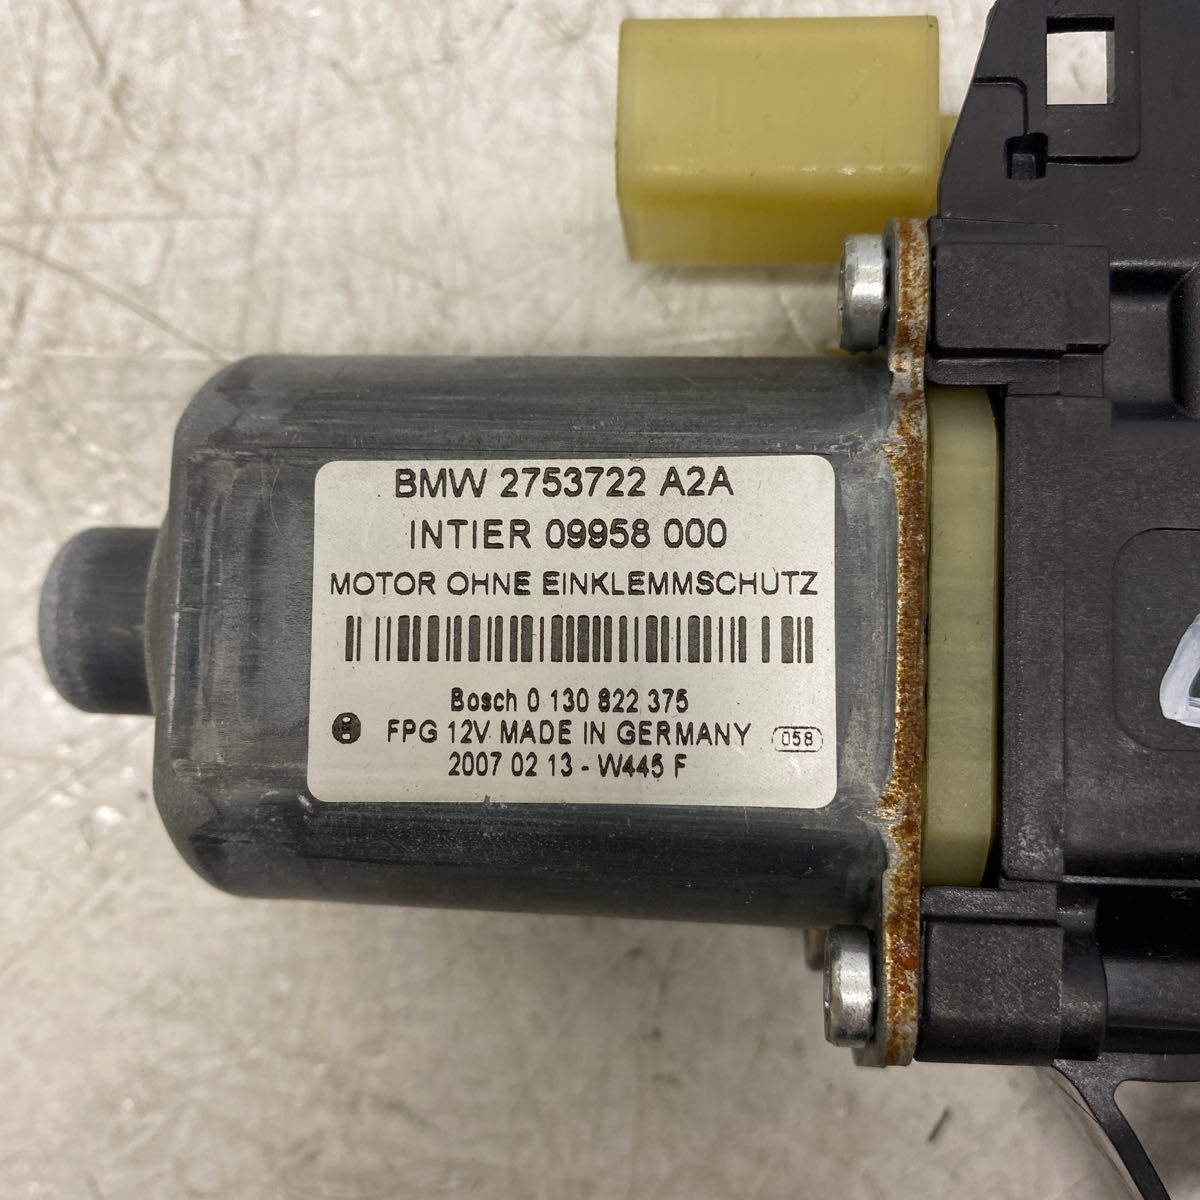 BMW 2753722 A2A
INTIER 09958 000
MOTOR OHNE EINKLEMMSCHUTZ
Bosch 0 130 822 375
FPG 12V MADE IN GERMANY 058
2007 02 13 - W445 F